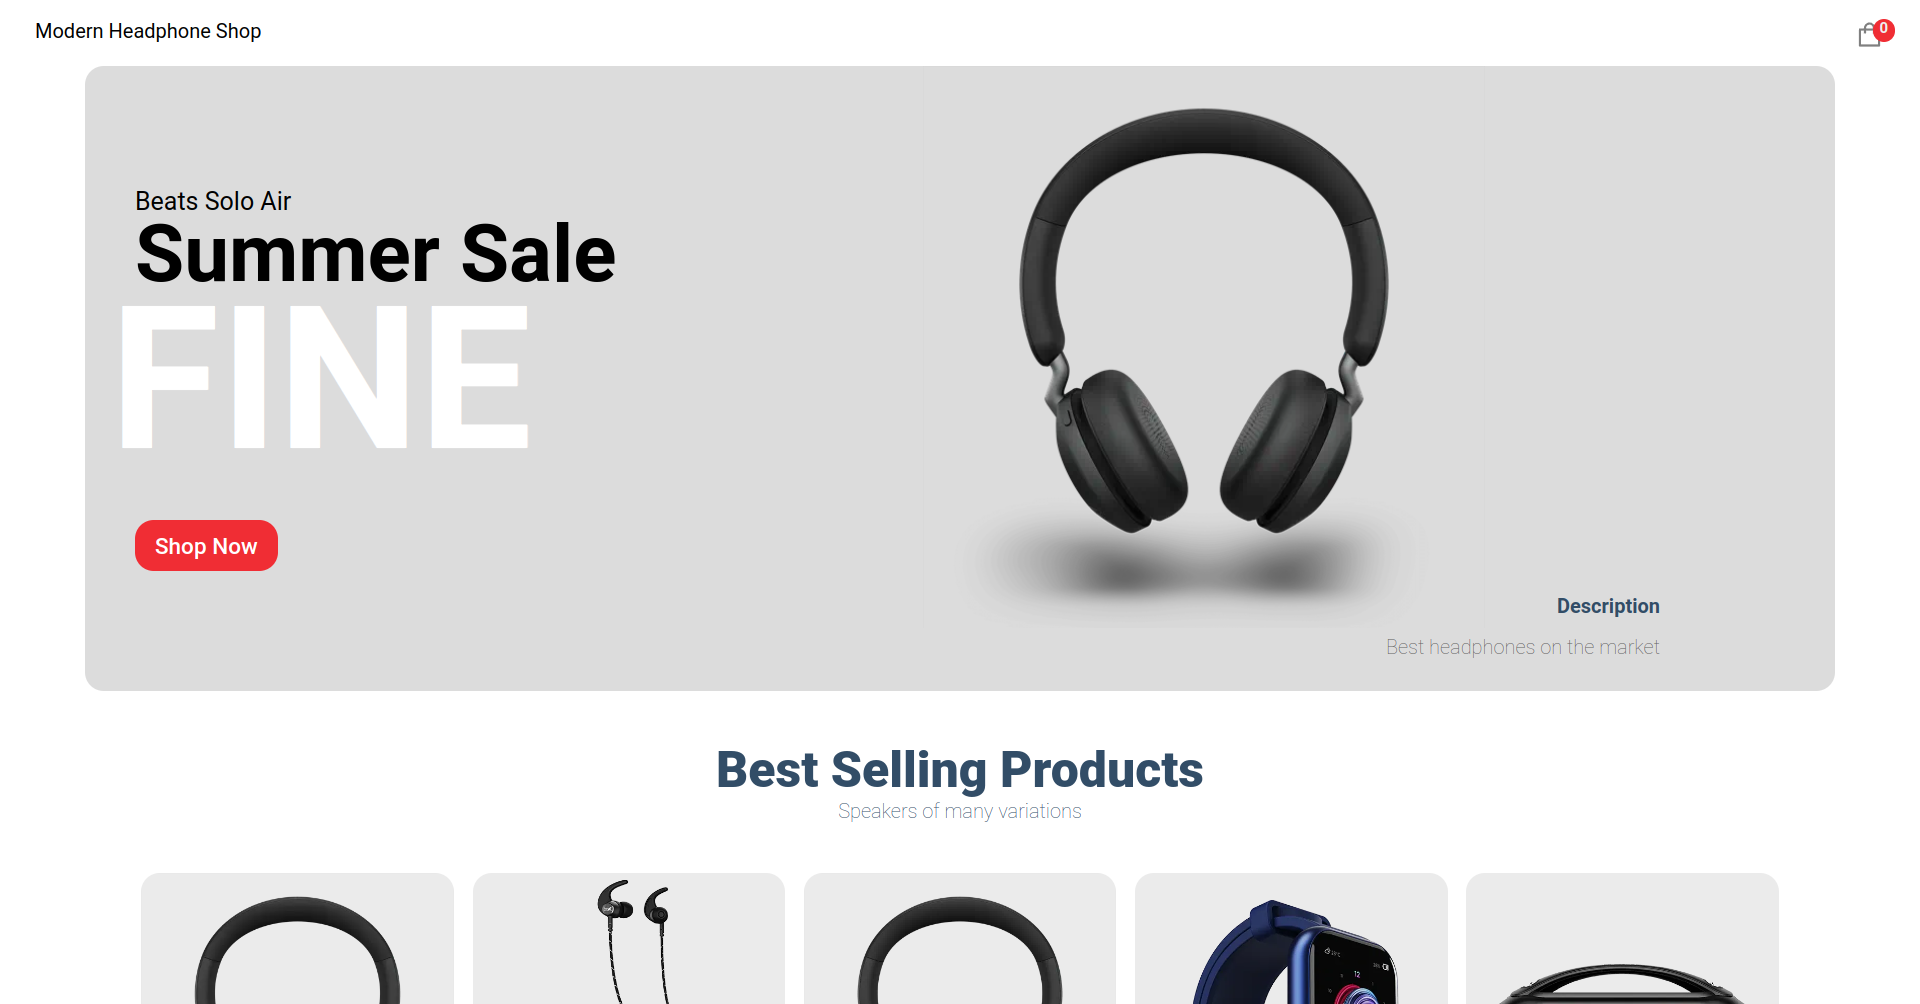 Modern Headphone Shop
0
Beats Solo Air
Summer Sale
FINE
Shop Now
Description
Best headphones on the market
Best Selling Products
Speakers of many variations
12